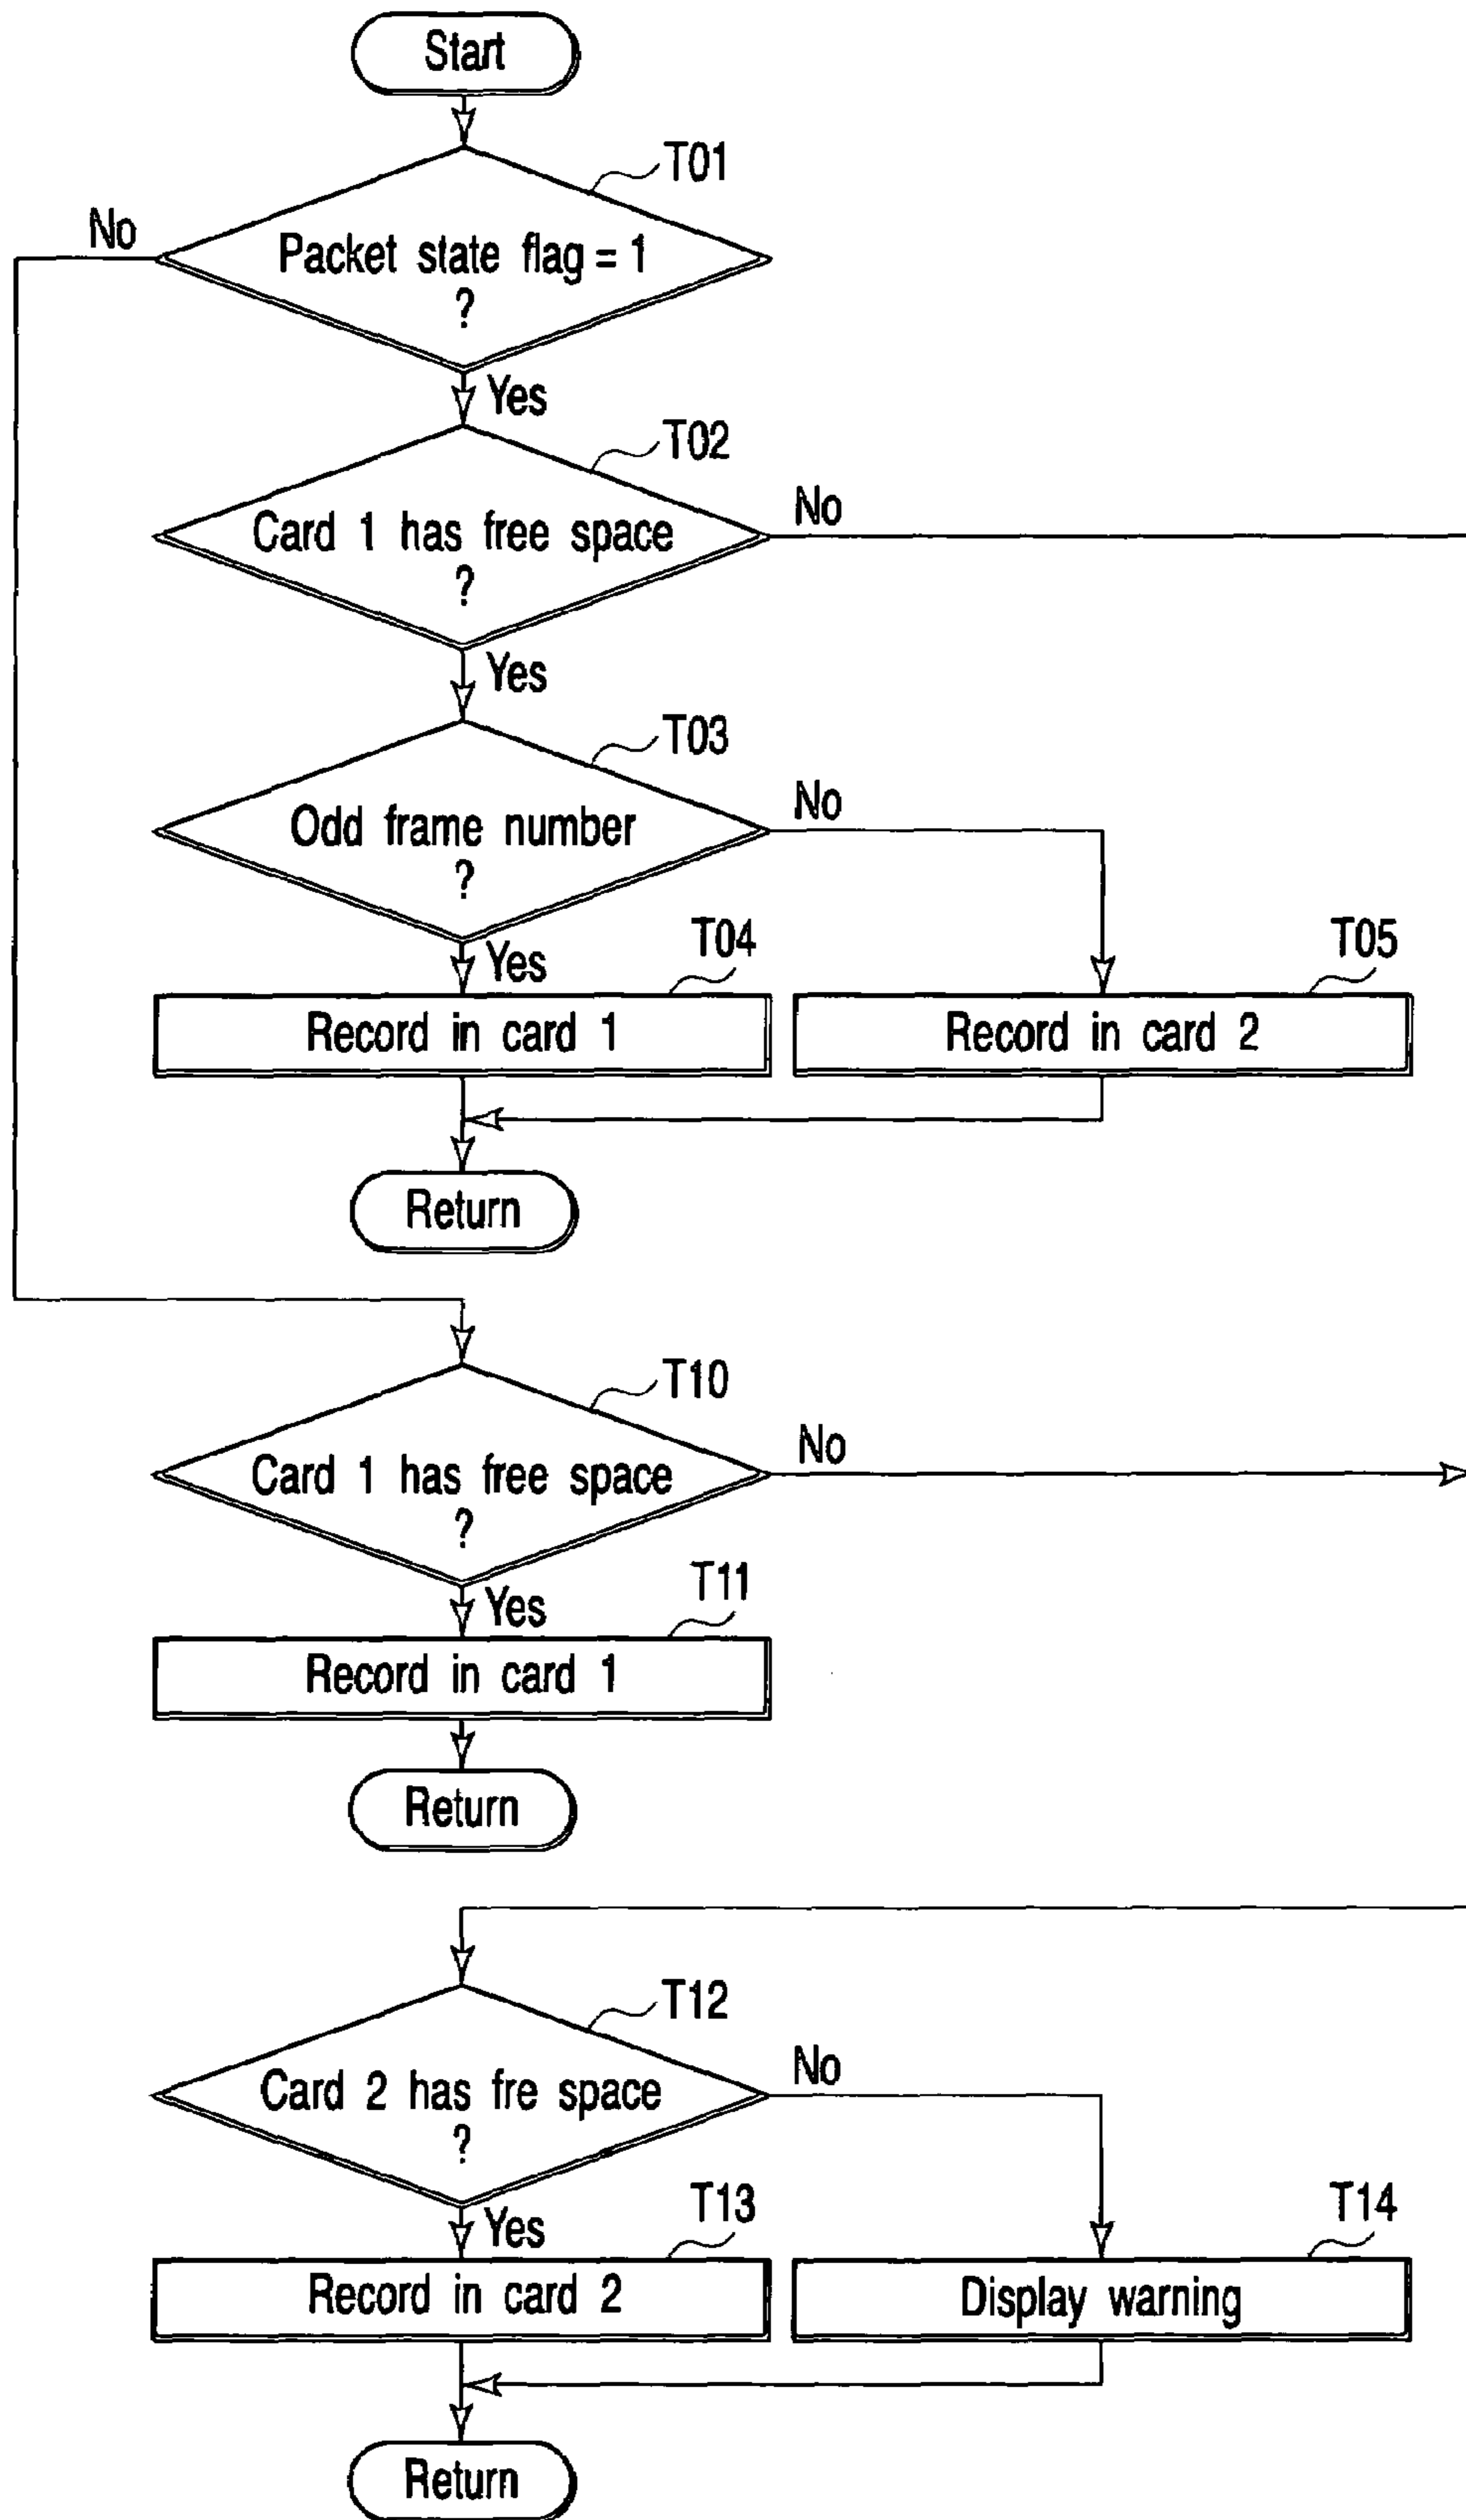 Start
T01
No
Packet state flag = 1
?
Yes
T02
No
Card 1 has free space
?
Yes
T03
No
Odd frame number
?
Yes
T04
T05
Record in card 1
Record in card 2
Return
T10
No
Card 1 has free space
?
Yes
T11
Record in card 1
Return
T12
No
Card 2 has fre space
?
Yes
T13
T14
Record in card 2
Display warning
Return